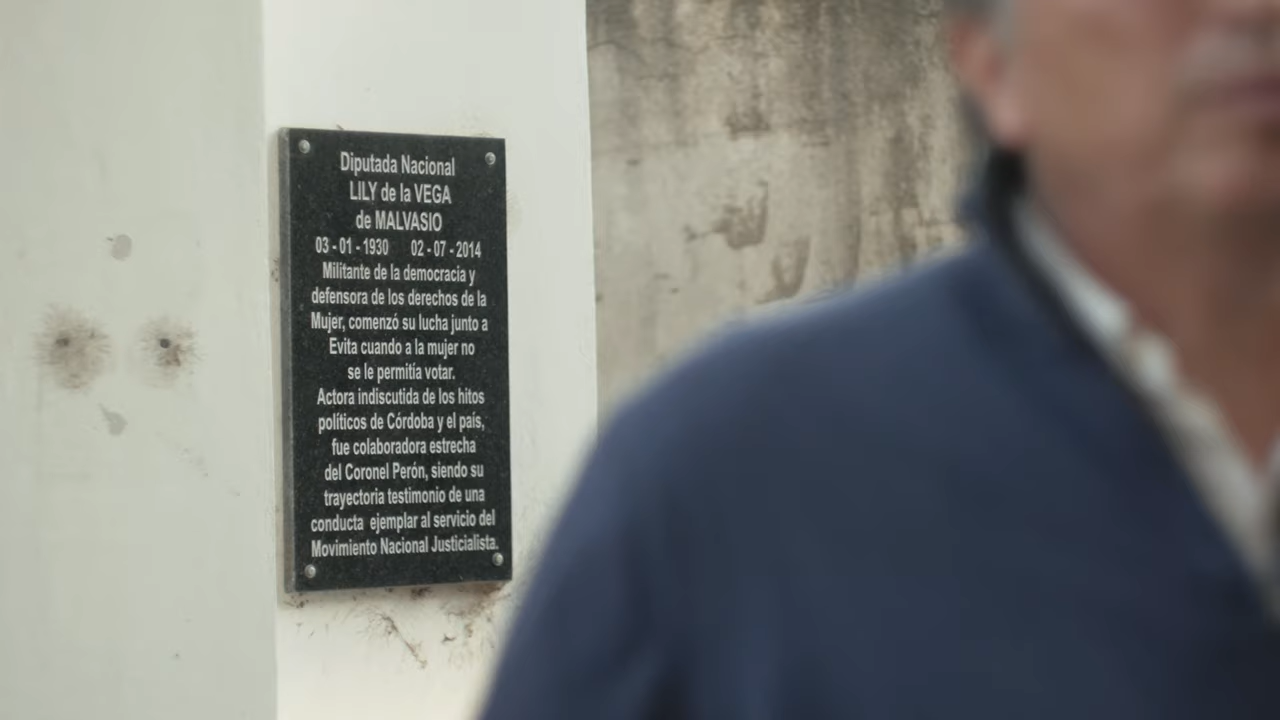 Diputada Nacional
LILY de la VEGA
de MALVASIO
03 - 01 - 1930 02 - 07 - 2014
Militante de la democracia y
defensora de los derechos de la
Mujer, comenzó su lucha junto a
Evita cuando a la mujer no
se le permitía votar.
Actora indiscutida de los hitos
políticos de Córdoba y el país,
fue colaboradora estrecha
del Coronel Perón, siendo su
trayectoria testimonio de una
conducta ejemplar al servicio del
Movimiento Nacional Justicialista.